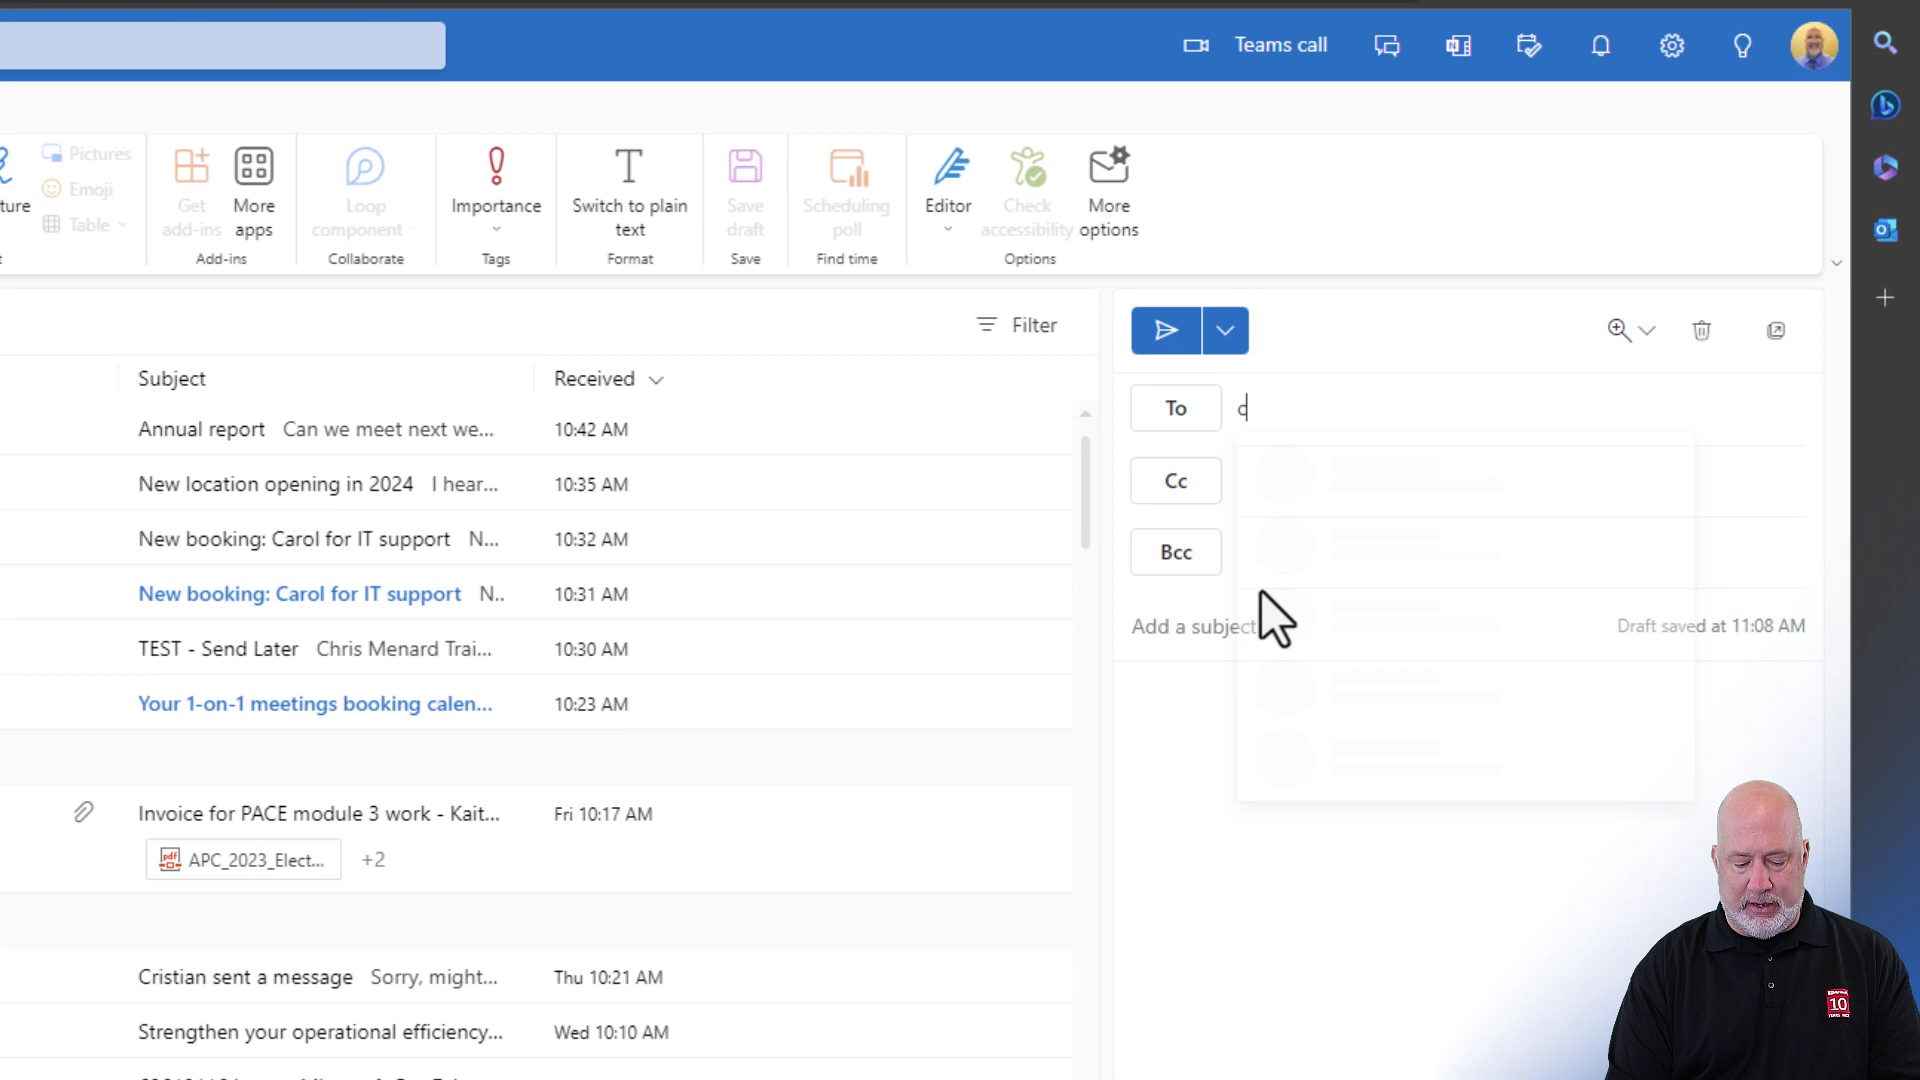 Teams call
Pictures
Emoji
Table
ture
Get
add-ins
More
apps
Add-ins
Loop
component
Collaborate
Importance
Tags
Switch to plain
text
Format
Save
draft
Save
Scheduling
poll
Find time
Editor
Check
accessibility
More
options
Options
Filter
Subject
Received
Annual report Can we meet next we... 10:42 AM
New location opening in 2024 I hear... 10:35 AM
New booking: Carol for IT support N... 10:32 AM
New booking: Carol for IT support N.. 10:31 AM
TEST - Send Later Chris Menard Trai... 10:30 AM
Your 1-on-1 meetings booking calen... 10:23 AM
Invoice for PACE module 3 work - Kait... Fri 10:17 AM
pdf APC_2023_Elect... +2
Cristian sent a message Sorry, might... Thu 10:21 AM
Strengthen your operational efficiency... Wed 10:10 AM
To c
Cc
Bcc
Add a subject
Draft saved at 11:08 AM
10